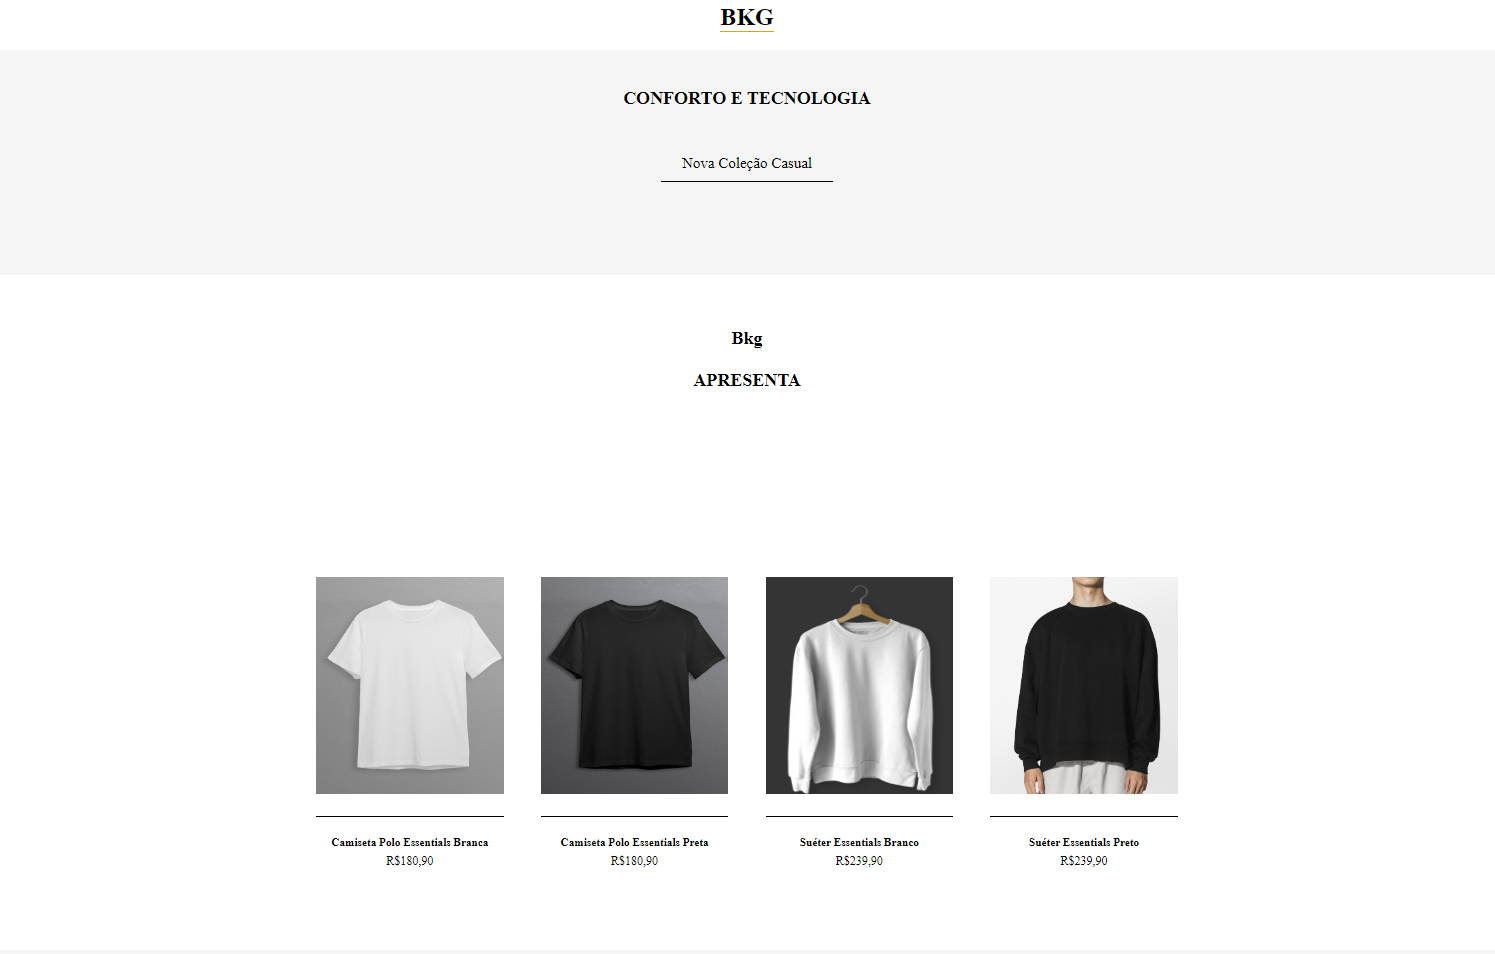 BKG
CONFORTO E TECNOLOGIA
Nova Coleção Casual
Bkg
APRESENTA
Camiseta Polo Essentials Branca
R$180,90
Camiseta Polo Essentials Preta
R$180,90
Suéter Essentials Branco
R$239,90
Suéter Essentials Preto
R$239,90